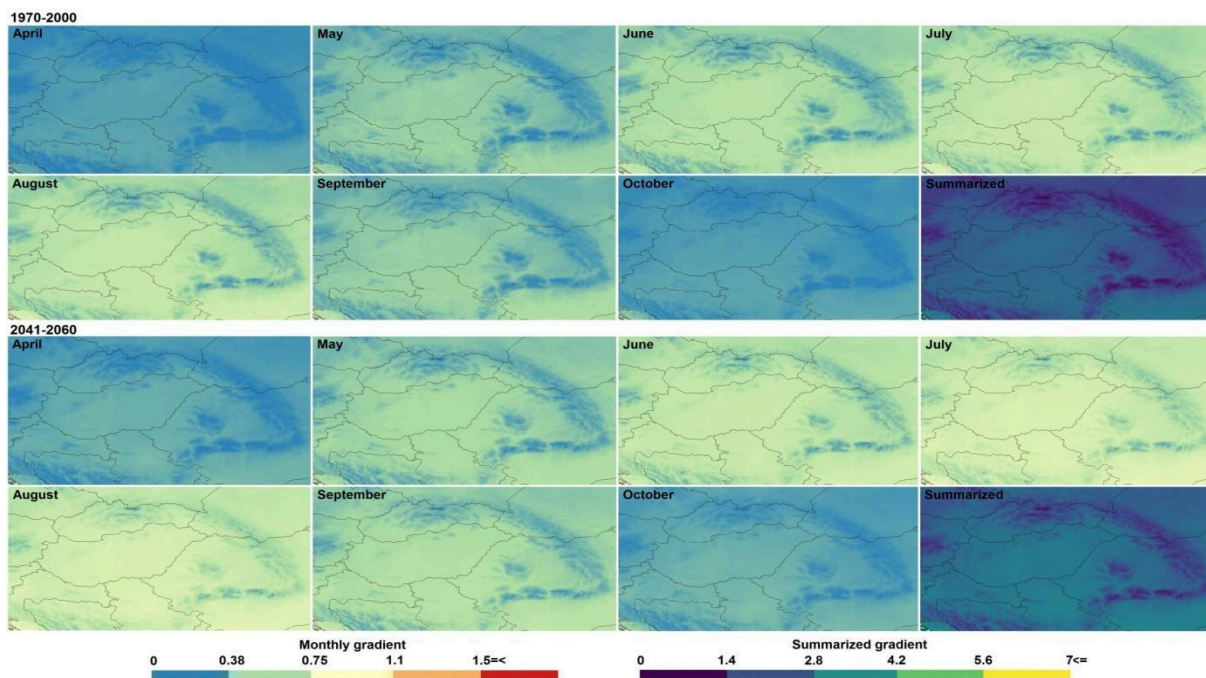 1970-2000
April May June July
August September October Summarized
2041-2060
April May June July
August September October Summarized
Monthly gradient Summarized gradient
0 0.38 0.75 1.1 1.5=< 0 1.4 2.8 4.2 5.6 7<=